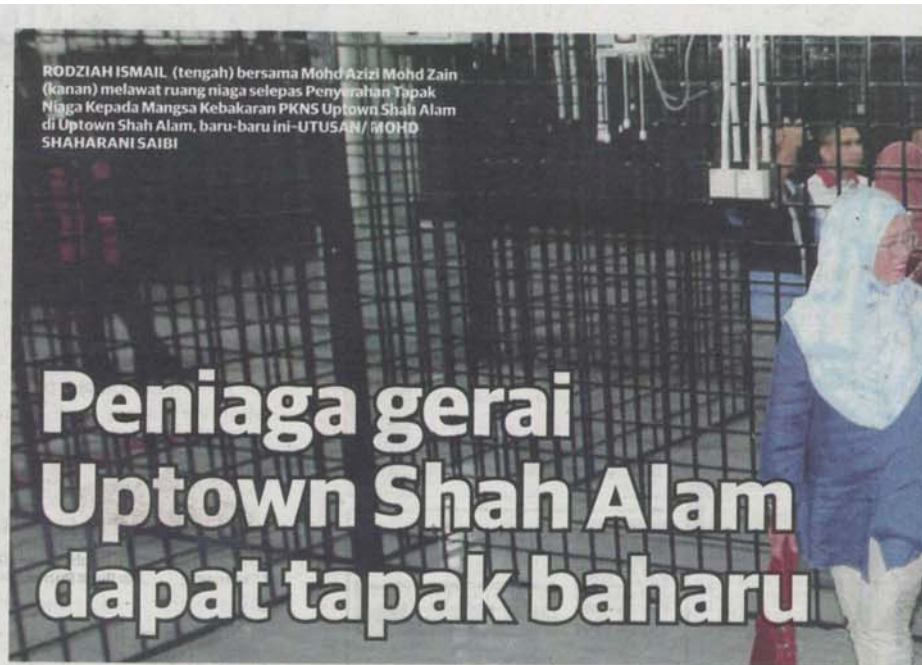 RODZIAH ISMAIL (tengah) bersama Mohd Azizi Mohd Zain
(kanan) melawat ruang niaga selepas Penyerahan Tapak
Niaga Kepada Mangsa Kebakaran PKNS Uptown Shah Alam
di Uptown Shah Alam, baru-baru ini-UTUSAN/ MOHD
SHAHARANI SAIBI
Peniaga gerai
Uptown Shah Alam
dapat tapak baharu